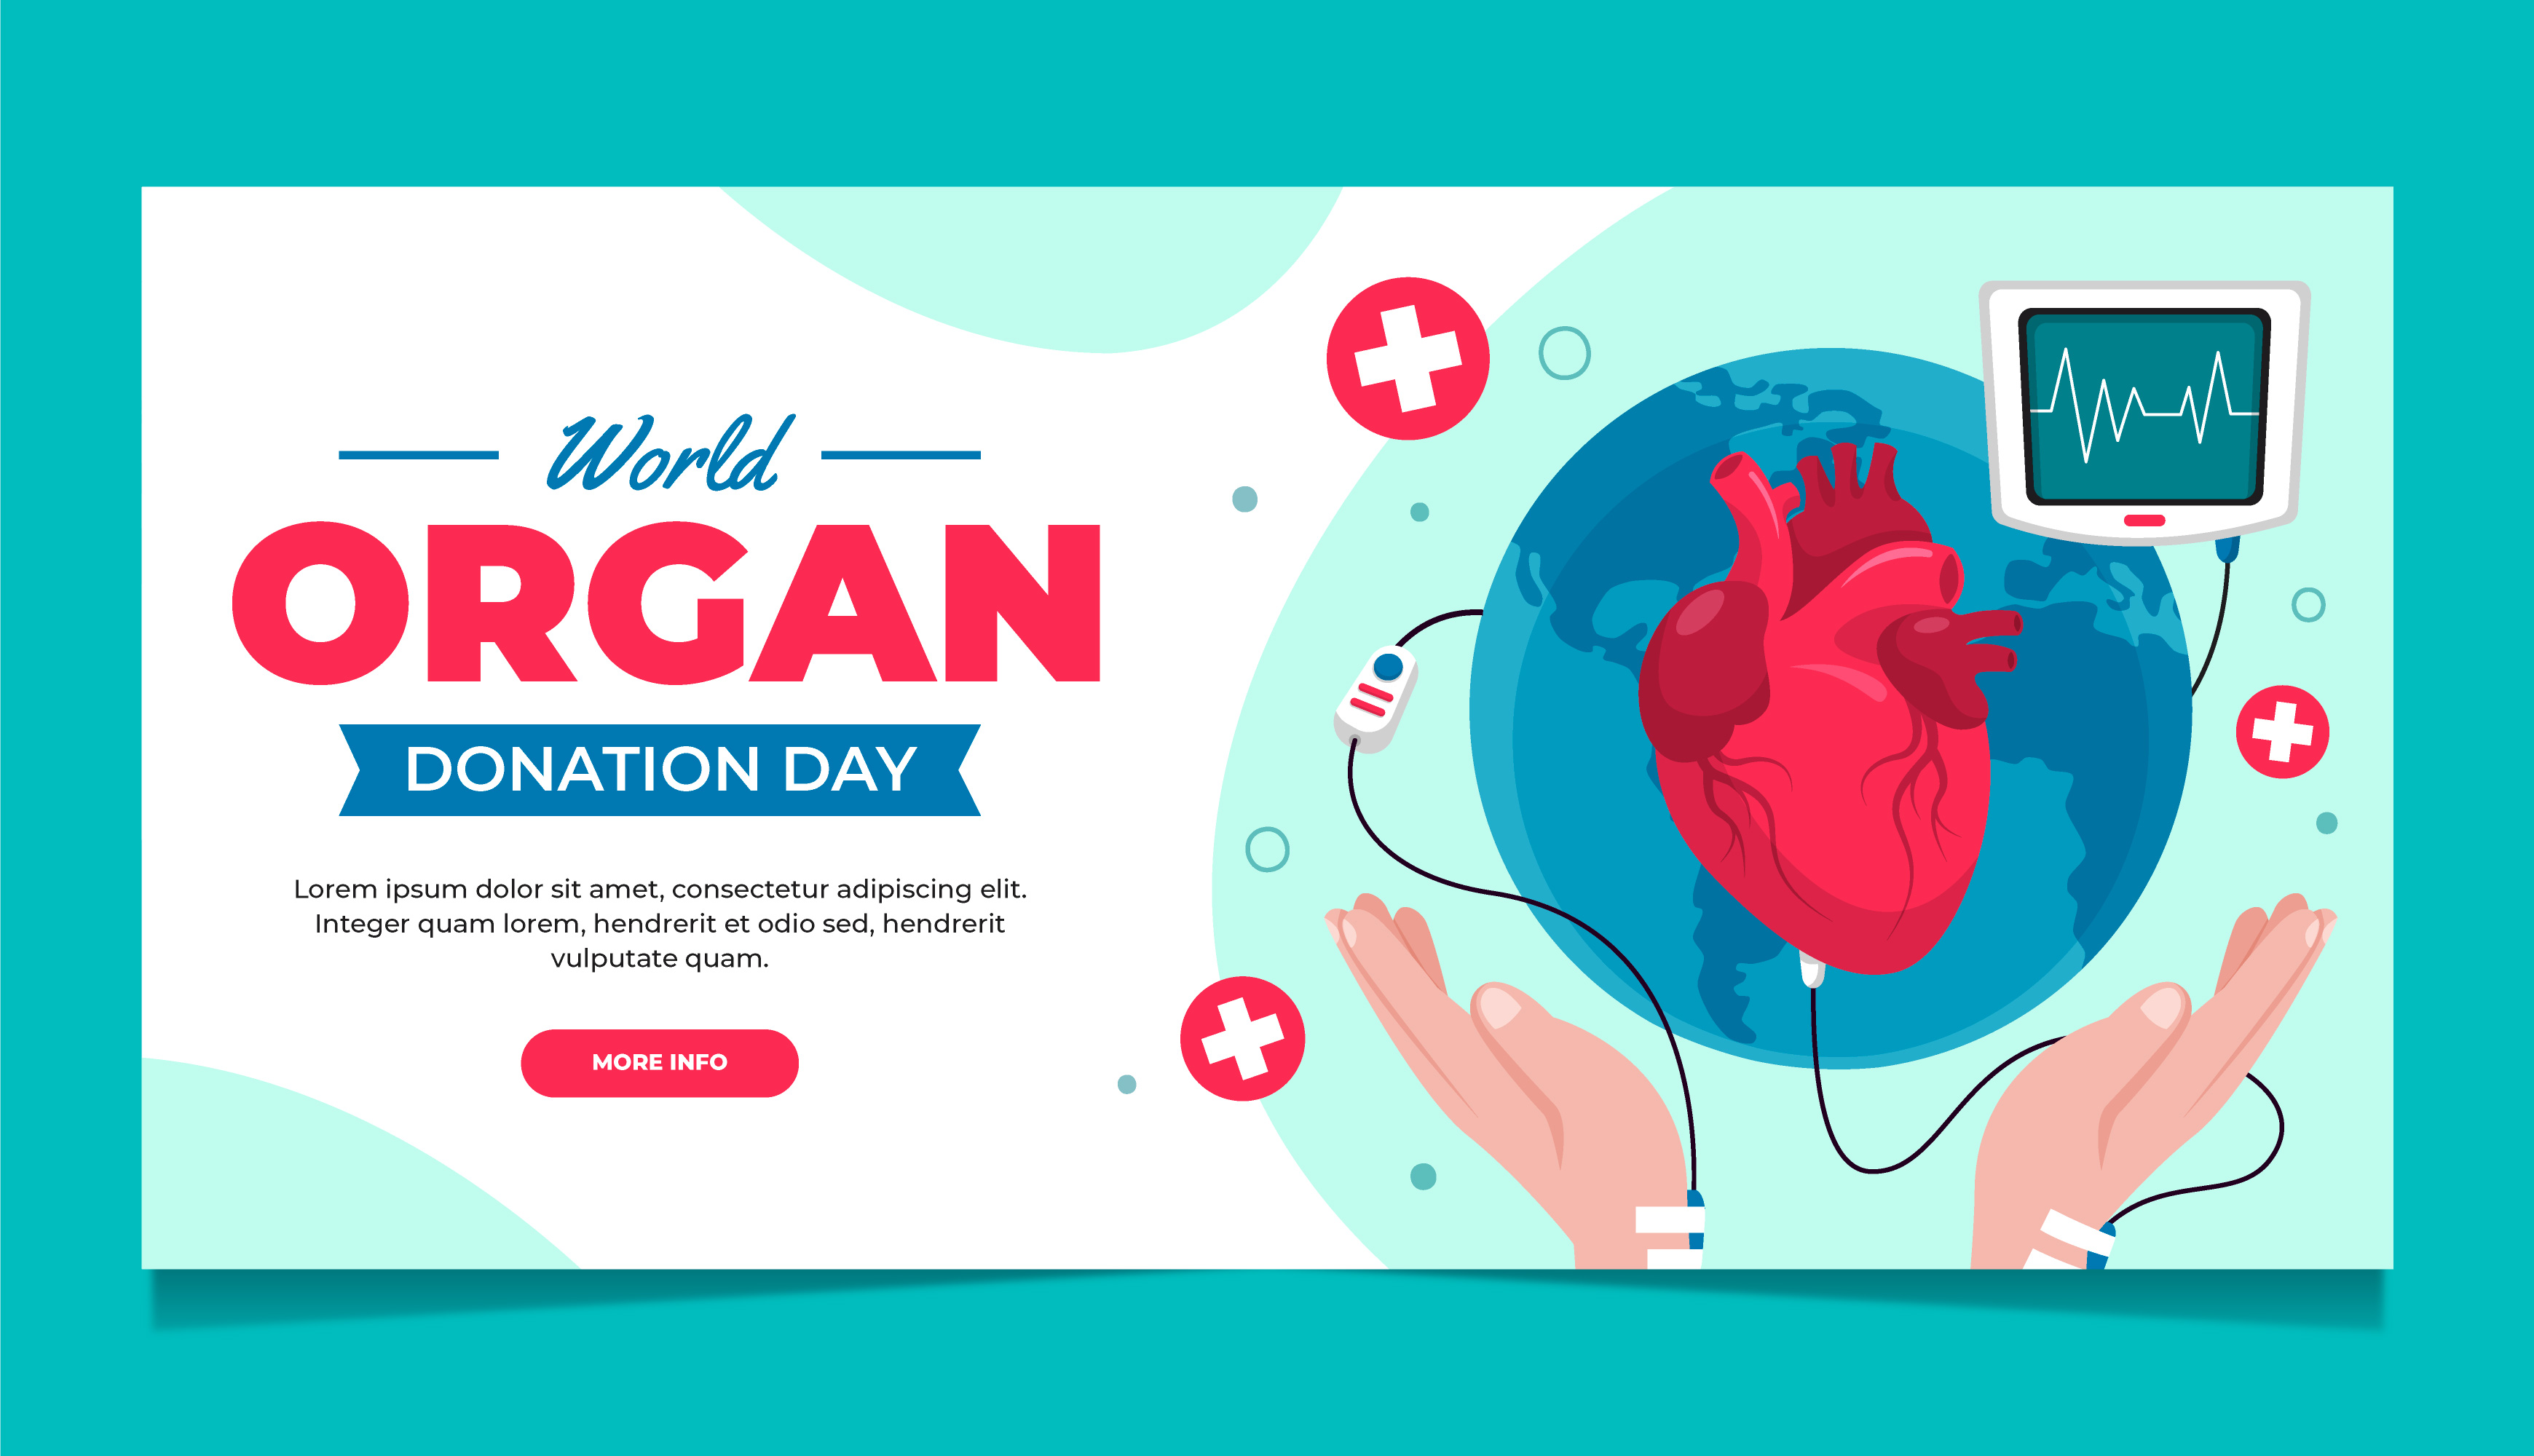 World
ORGAN
DONATION DAY
Lorem ipsum dolor sit amet, consectetur adipiscing elit.
Integer quam lorem, hendrerit et odio sed, hendrerit
vulputate quam.
MORE INFO